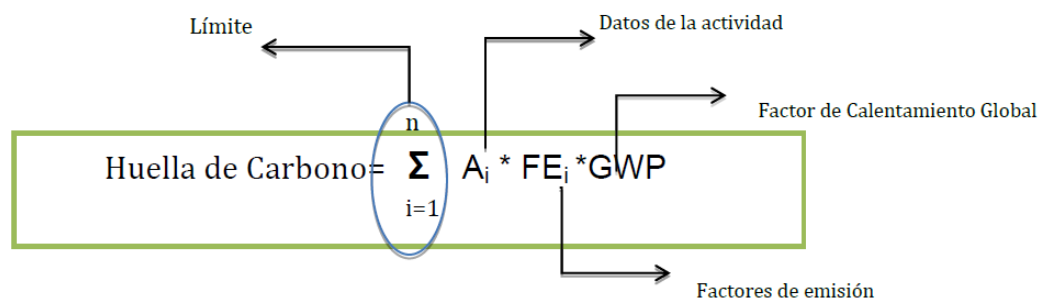 Límite
Datos de la actividad
Factor de Calentamiento Global
n
Huella de Carbono= Σ Ai * FEi *GWP
i=1
Factores de emisión